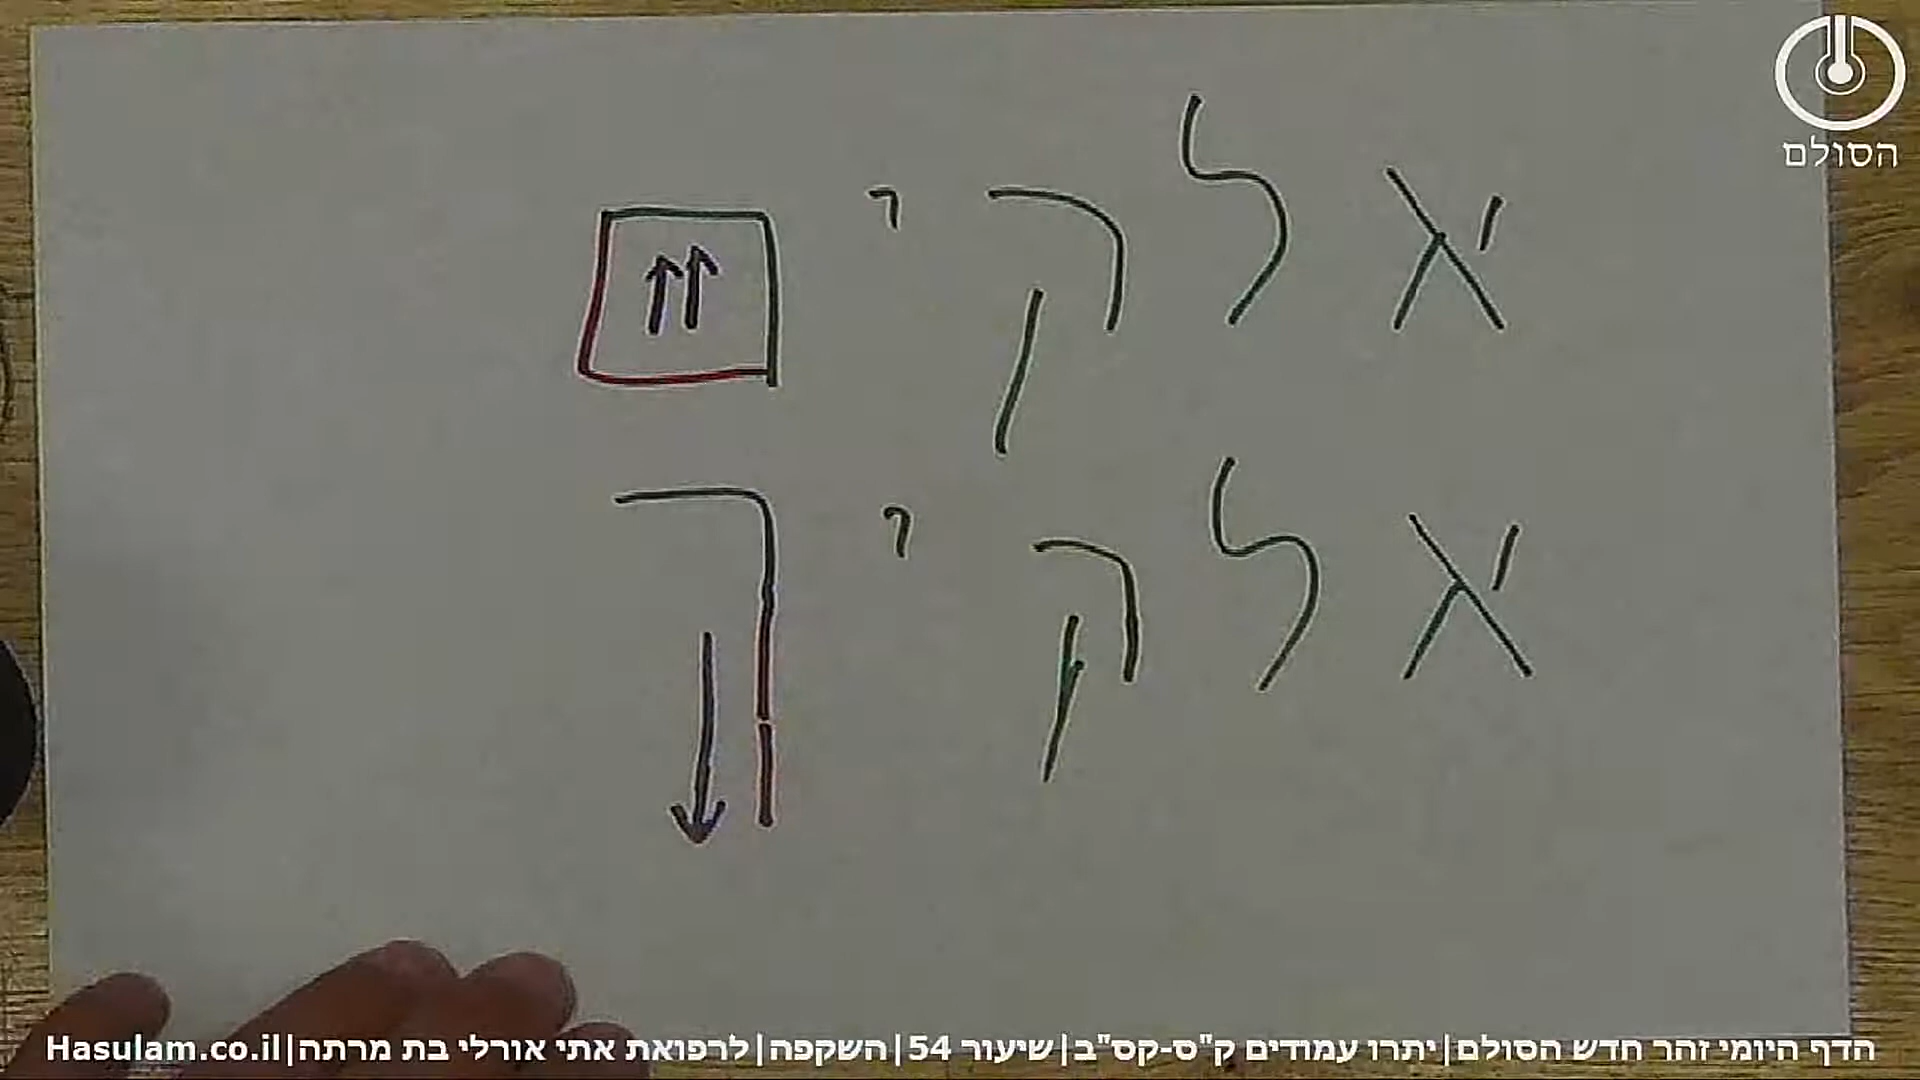 הסולם
אלקים
אלקיך
הדף היומי זהר חדש הסולם|יתרו עמודים ק"ס-קס"ב|שיעור 54|השקפה|לרפואת אתי אורלי בת מרתה|Hasulam.co.il